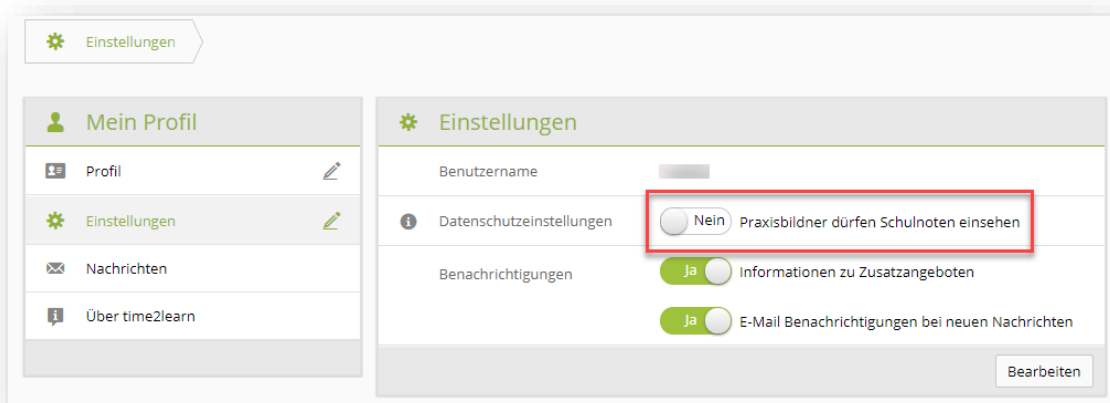 Einstellungen
Mein Profil
Profil
Einstellungen
Nachrichten
Über time2learn
Einstellungen
Benutzername
Datenschutzeinstellungen Nein Praxisbildner dürfen Schulnoten einsehen
Benachrichtigungen Ja Informationen zu Zusatzangeboten
Ja E-Mail Benachrichtigungen bei neuen Nachrichten
Bearbeiten